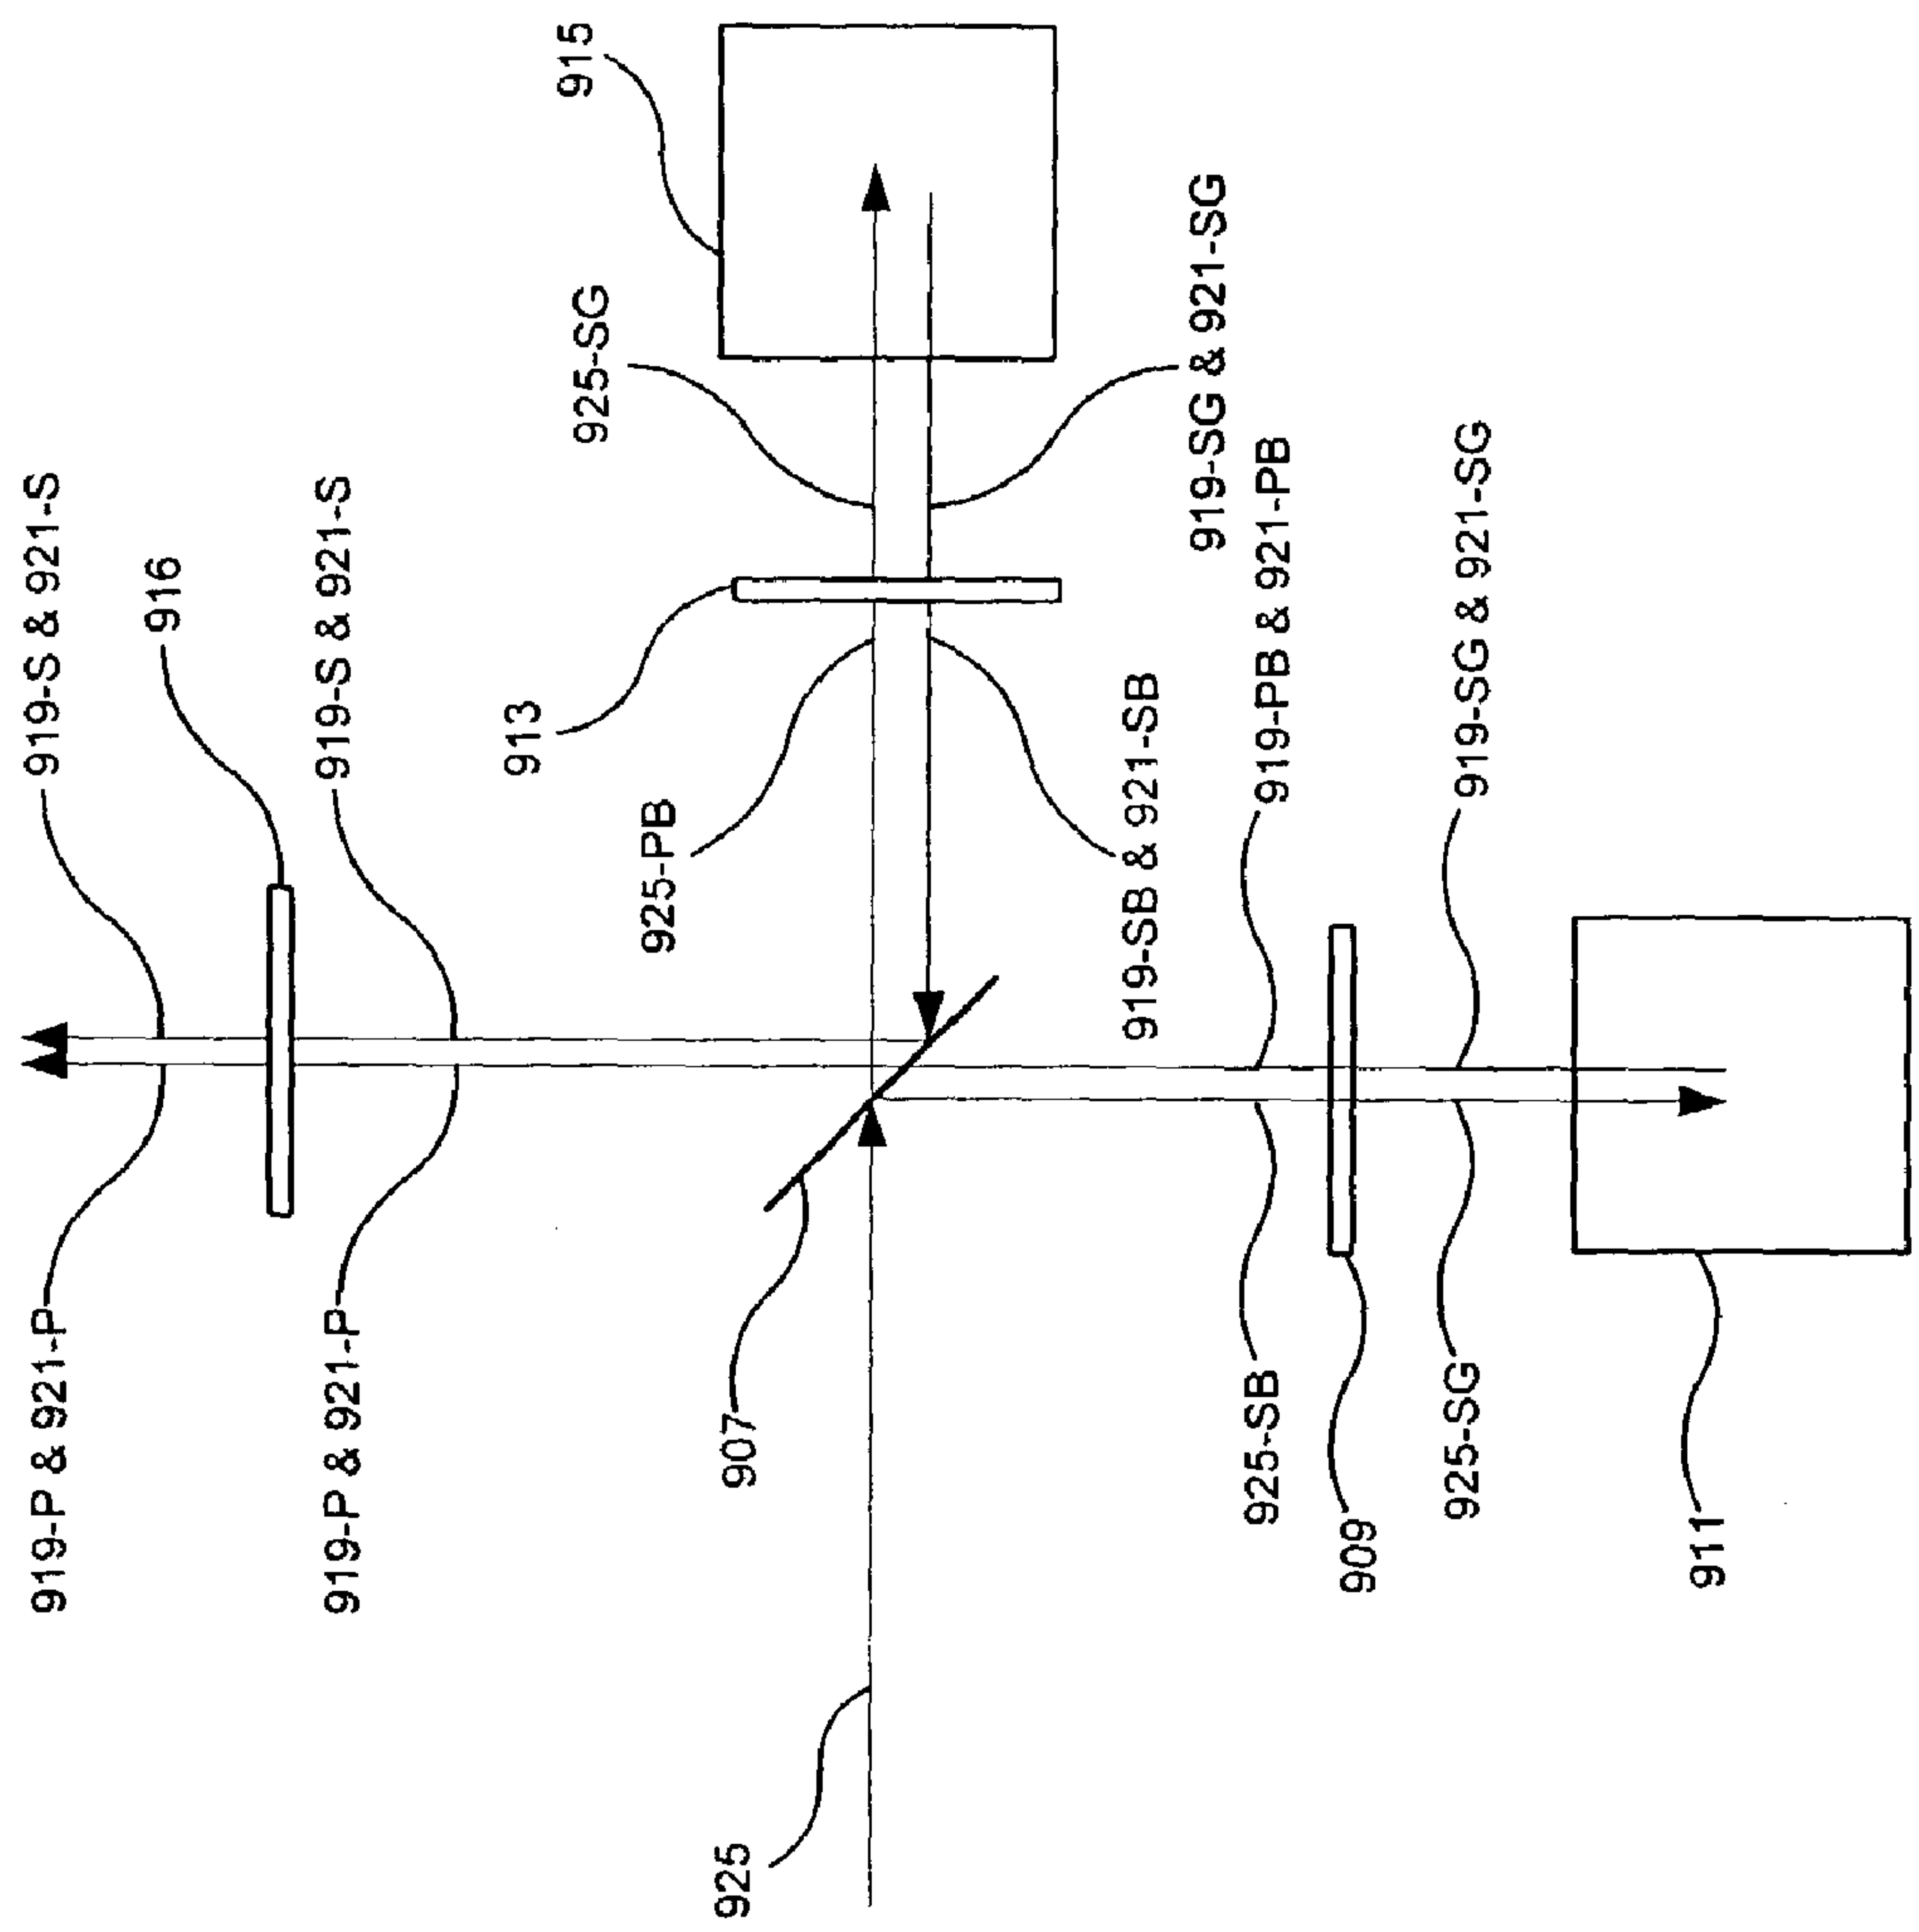 919-P & 921-P
919-S & 921-S
916
919-P & 921-P
919-S & 921-S
913
915
925-SG
925-PB
925
907
919-SB & 921-SB
919-SG & 921-SG
925-SB
919-PB & 921-PB
909
925-SG
919-SG & 921-SG
911